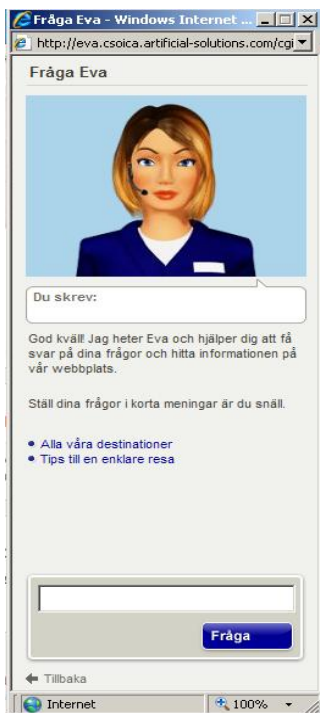 Fråga Eva - Windows Internet ...
http://eva.csoica.artificial-solutions.com/cgi
Fråga Eva
Du skrev:
God kväll! Jag heter Eva och hjälper dig att få
svar på dina frågor och hitta informationen på
vår webbplats.
Ställ dina frågor i korta meningar är du snäll.
Alla våra destinationer
Tips till en enklare resa
Fråga
Tillbaka
Internet
100%